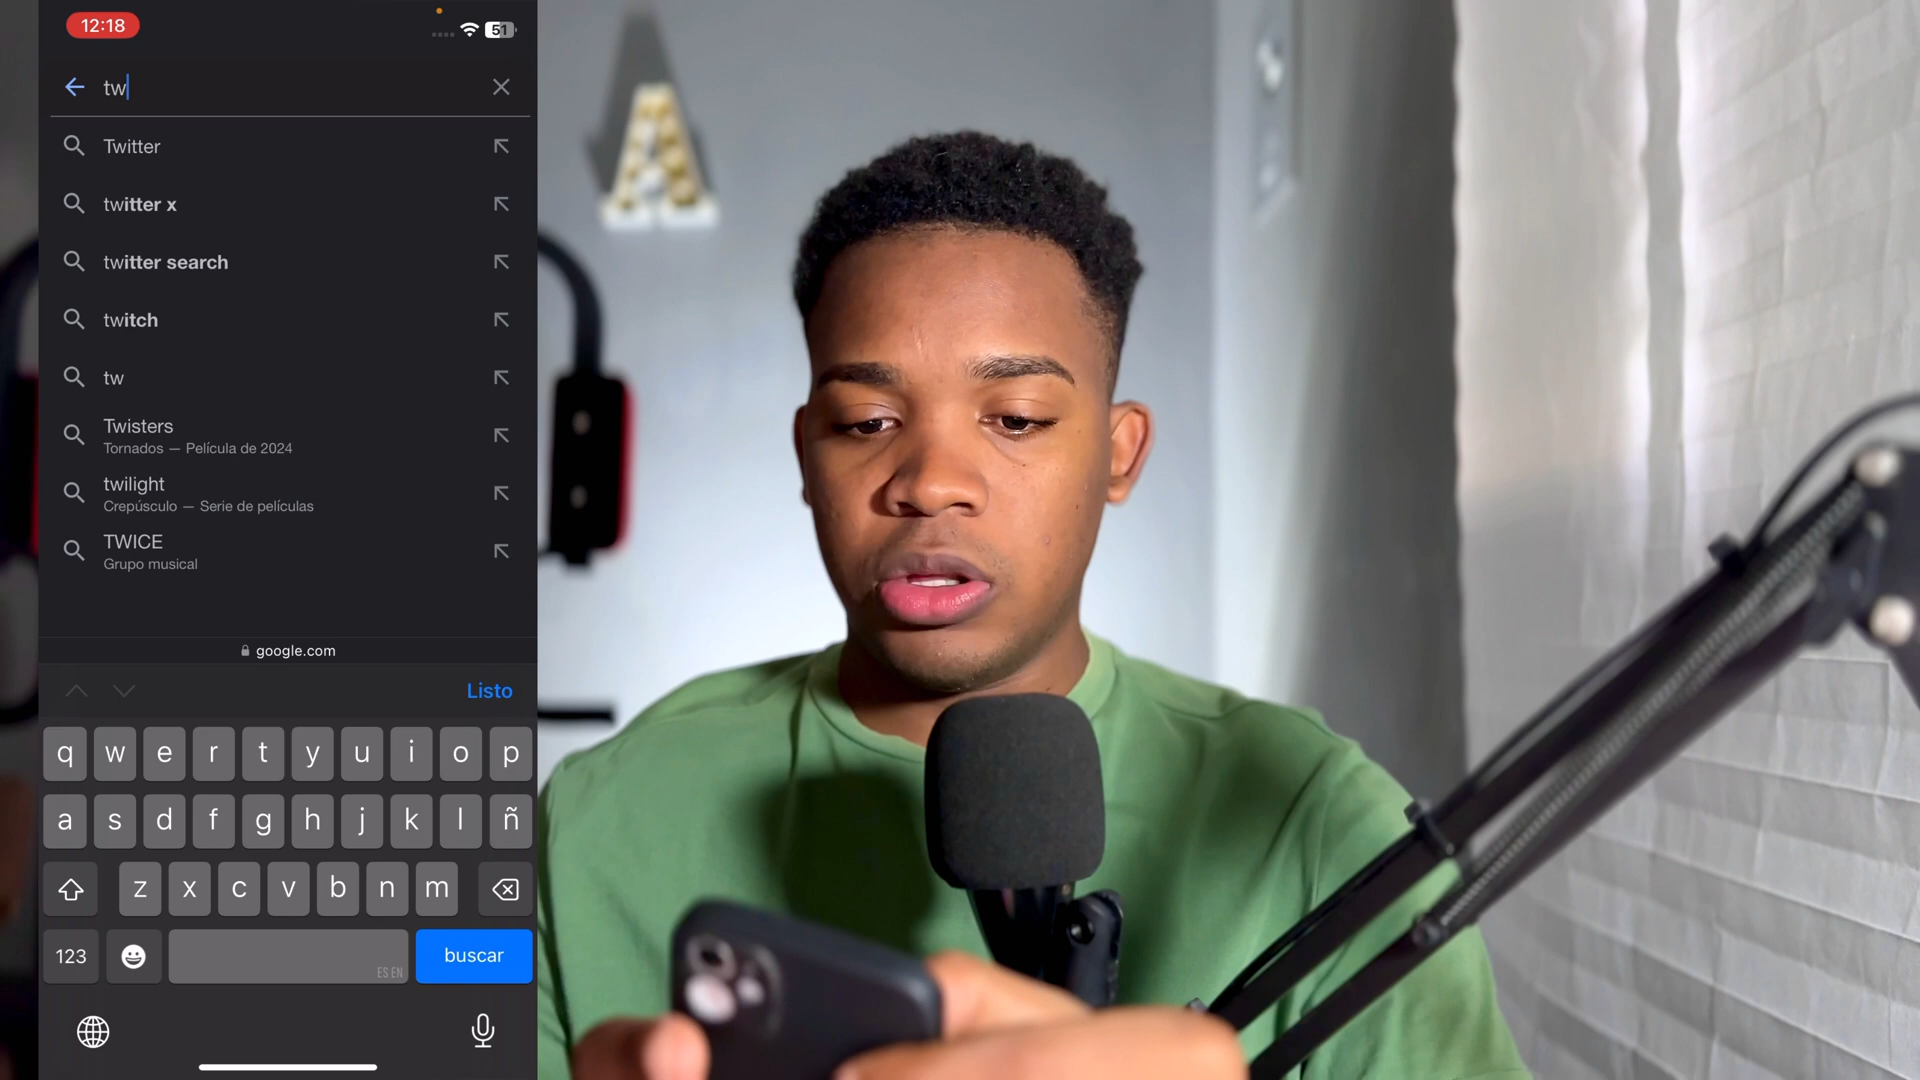 12:18
51
tw
Twitter
twitter x
twitter search
twitch
tw
Twisters
Tornados — Película de 2024
twilight
Crepúsculo — Serie de películas
TWICE
Grupo musical
google.com
Listo
q w e r t y u i o p
a s d f g h j k l ñ
z x c v b n m
123
ES EN
buscar
A